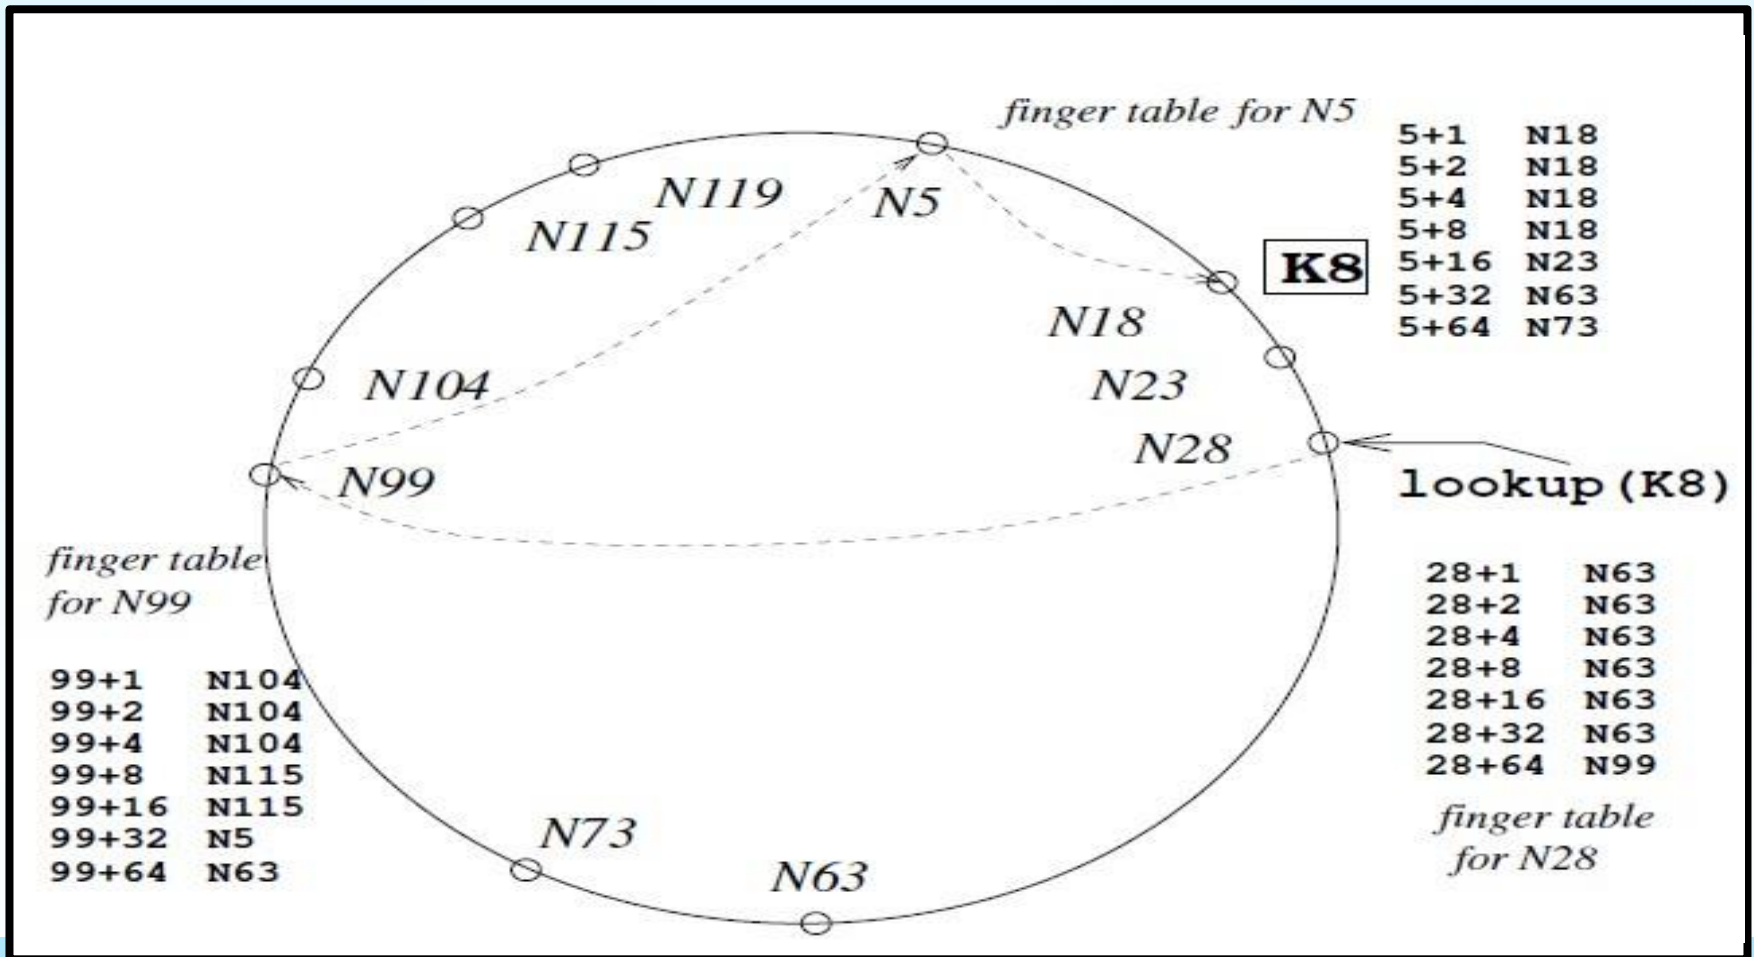 finger table for N5
5+1 N18
5+2 N18
5+4 N18
5+8 N18
5+16 N23
5+32 N63
5+64 N73
N119
N5
N115
K8
N18
N104
N23
N28
N99
lookup(K8)
finger table
for N99
99+1 N104
99+2 N104
99+4 N104
99+8 N115
99+16 N115
99+32 N5
99+64 N63
28+1 N63
28+2 N63
28+4 N63
28+8 N63
28+16 N63
28+32 N63
28+64 N99
finger table
for N28
N73
N63